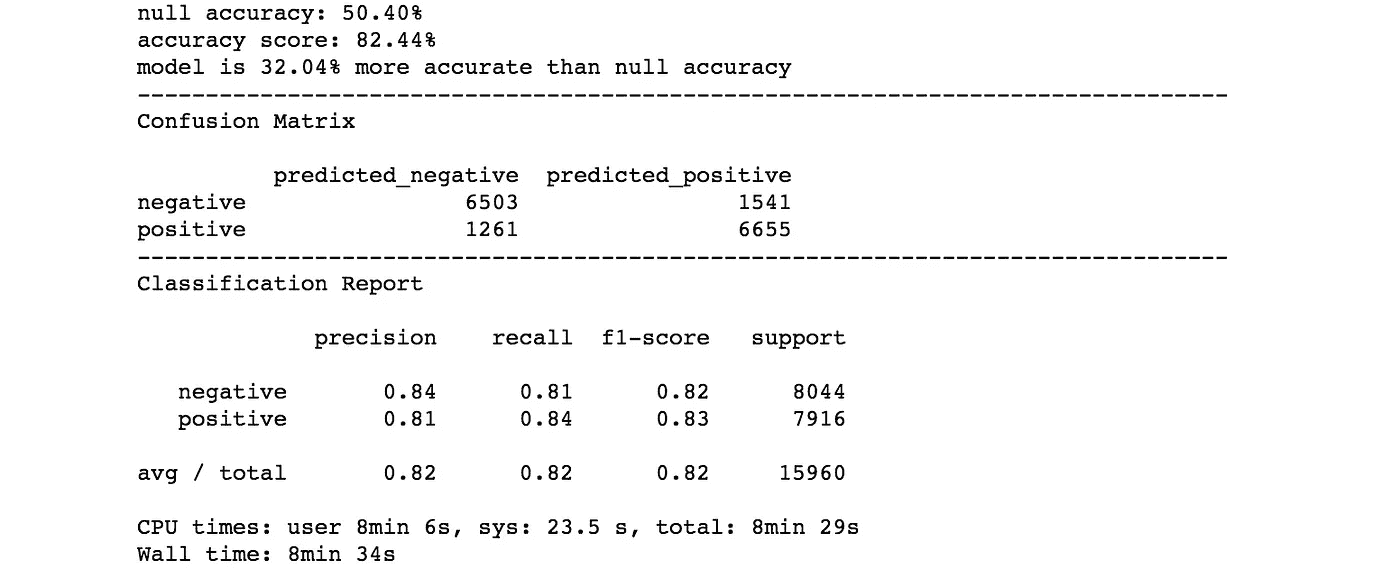 null accuracy: 50.40%
accuracy score: 82.44%
model is 32.04% more accurate than null accuracy
--------------------------------------------------------------------------------
Confusion Matrix
predicted_negative predicted_positive
negative 6503 1541
positive 1261 6655
--------------------------------------------------------------------------------
Classification Report
precision recall f1-score support
negative 0.84 0.81 0.82 8044
positive 0.81 0.84 0.83 7916
avg / total 0.82 0.82 0.82 15960
CPU times: user 8min 6s, sys: 23.5 s, total: 8min 29s
Wall time: 8min 34s